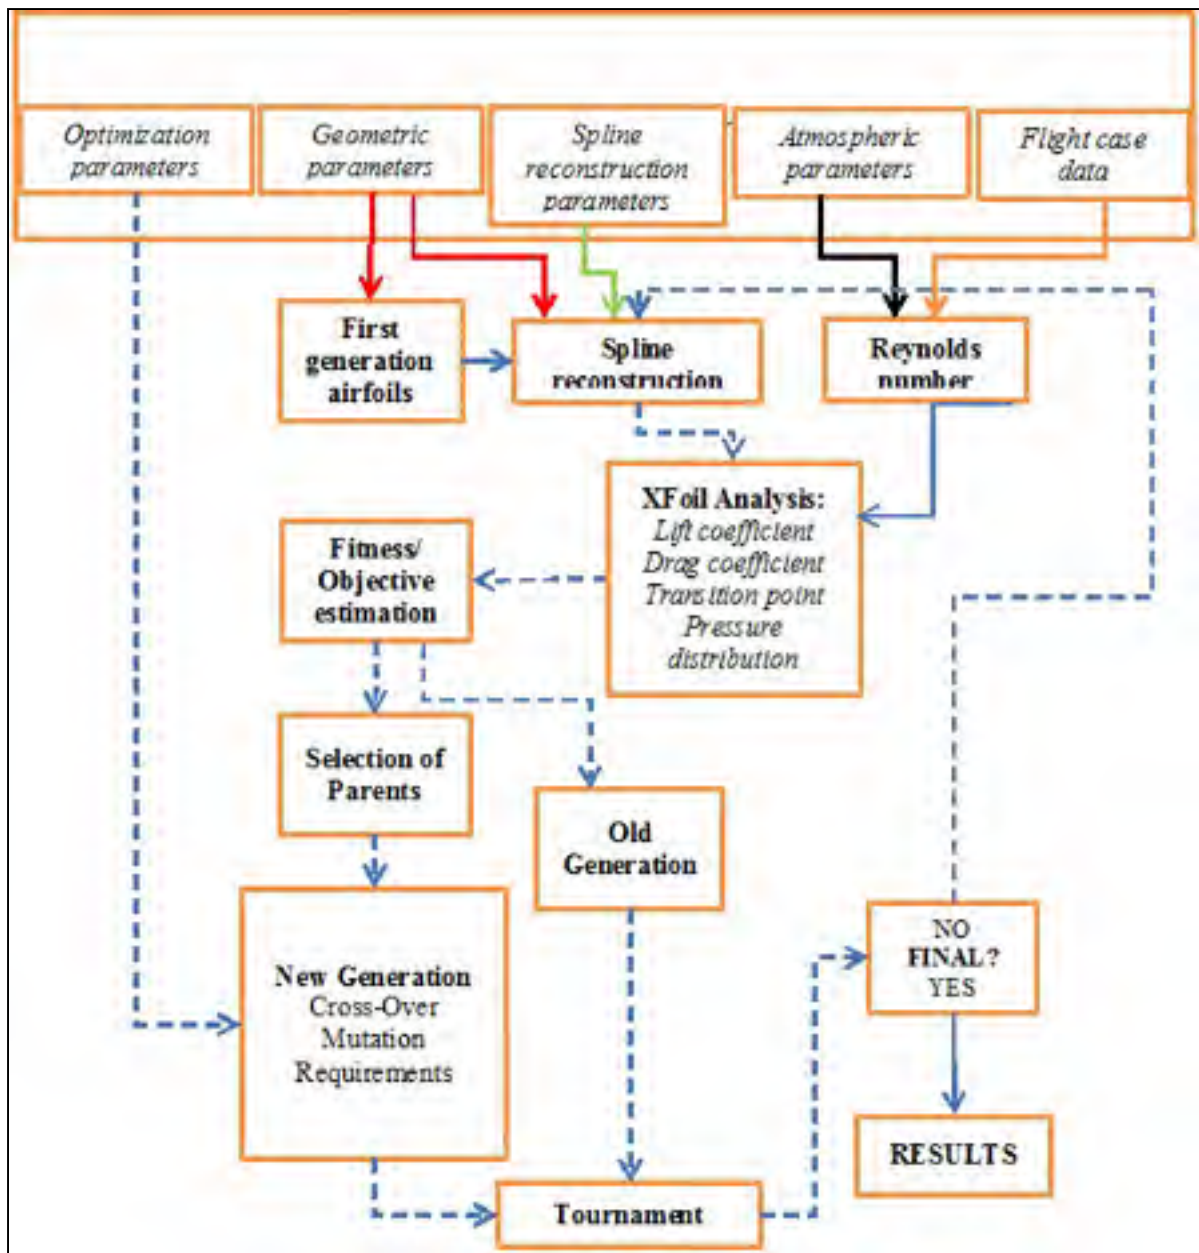 Optimization
parameters
Geometric
parameters
Spline
reconstruction
parameters
Atmospheric
parameters
Flight case
data
First
generation
airfoils
Spline
reconstruction
Reynolds
number
XFoil Analysis:
Lift coefficient
Drag coefficient
Transition point
Pressure
distribution
Fitness/
Objective
estimation
Selection of
Parents
Old
Generation
New Generation
Cross-Over
Mutation
Requirements
NO
FINAL?
YES
RESULTS
Tournament